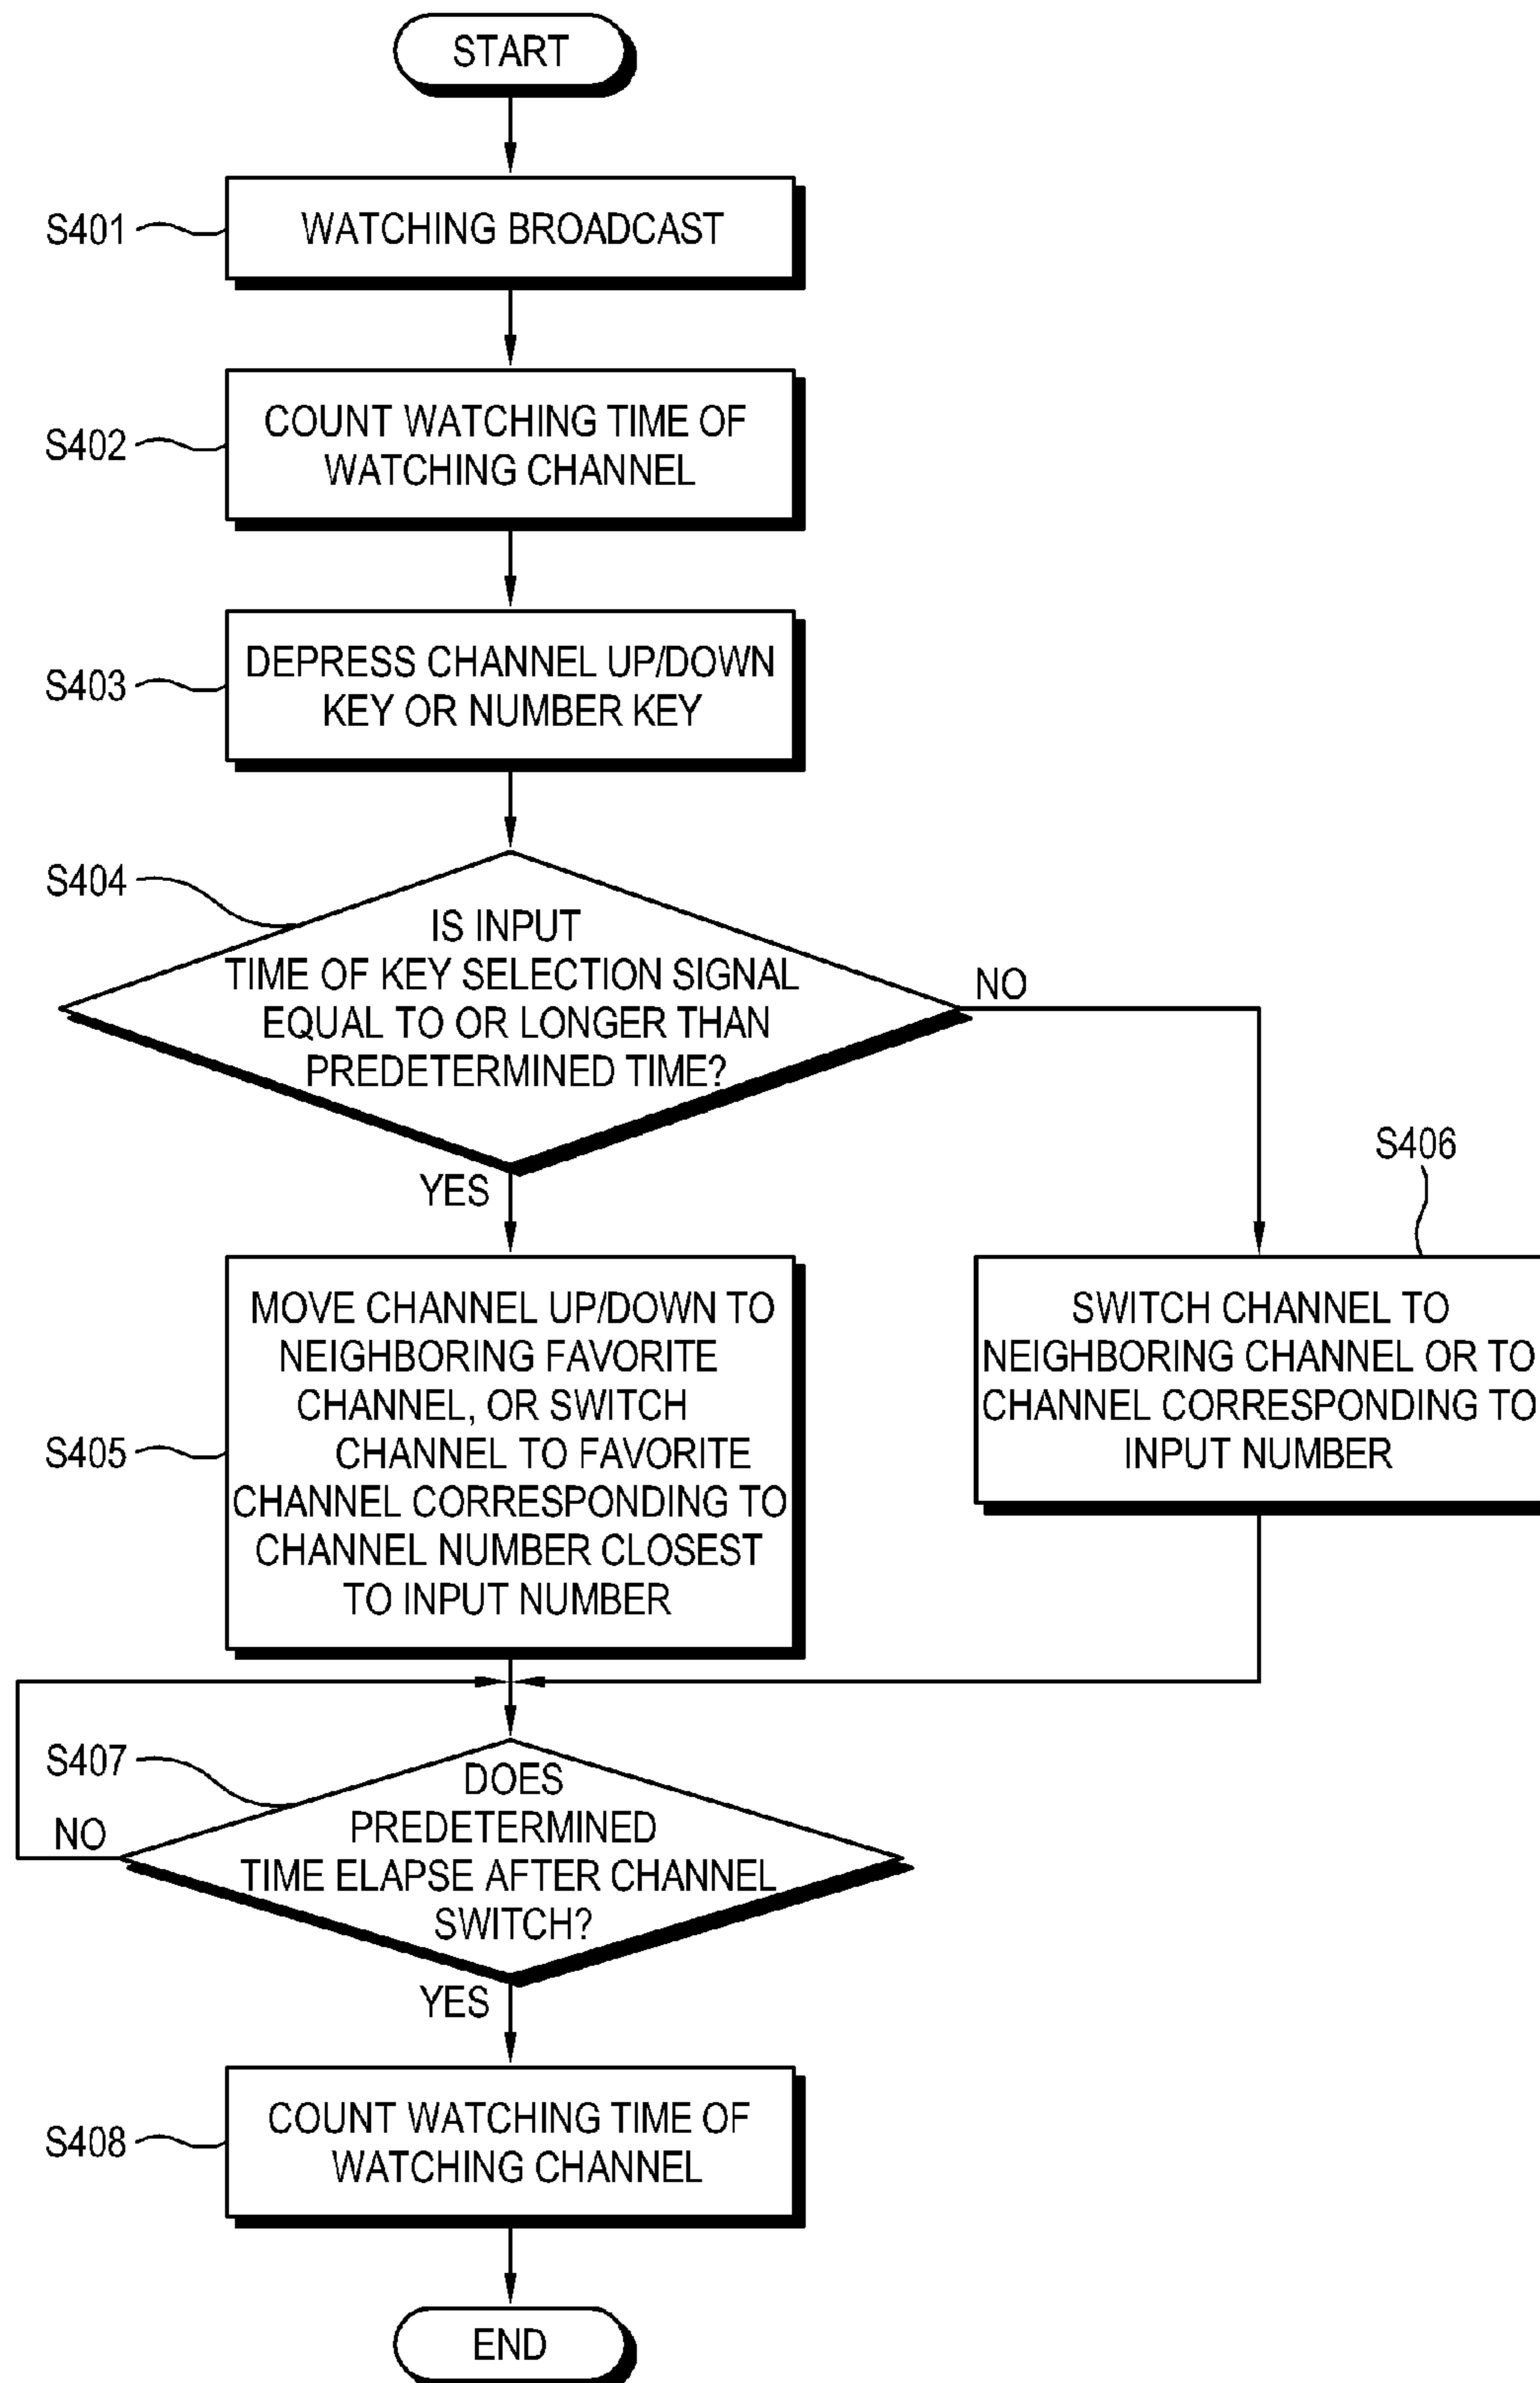 START
S401
WATCHING BROADCAST
S402
COUNT WATCHING TIME OF
WATCHING CHANNEL
S403
DEPRESS CHANNEL UP/DOWN
KEY OR NUMBER KEY
S404
IS INPUT
TIME OF KEY SELECTION SIGNAL
EQUAL TO OR LONGER THAN
PREDETERMINED TIME?
NO
YES
S405
MOVE CHANNEL UP/DOWN TO
NEIGHBORING FAVORITE
CHANNEL, OR SWITCH
CHANNEL TO FAVORITE
CHANNEL CORRESPONDING TO
CHANNEL NUMBER CLOSEST
TO INPUT NUMBER
S406
SWITCH CHANNEL TO
NEIGHBORING CHANNEL OR TO
CHANNEL CORRESPONDING TO
INPUT NUMBER
S407
DOES
PREDETERMINED
TIME ELAPSE AFTER CHANNEL
SWITCH?
NO
YES
S408
COUNT WATCHING TIME OF
WATCHING CHANNEL
END